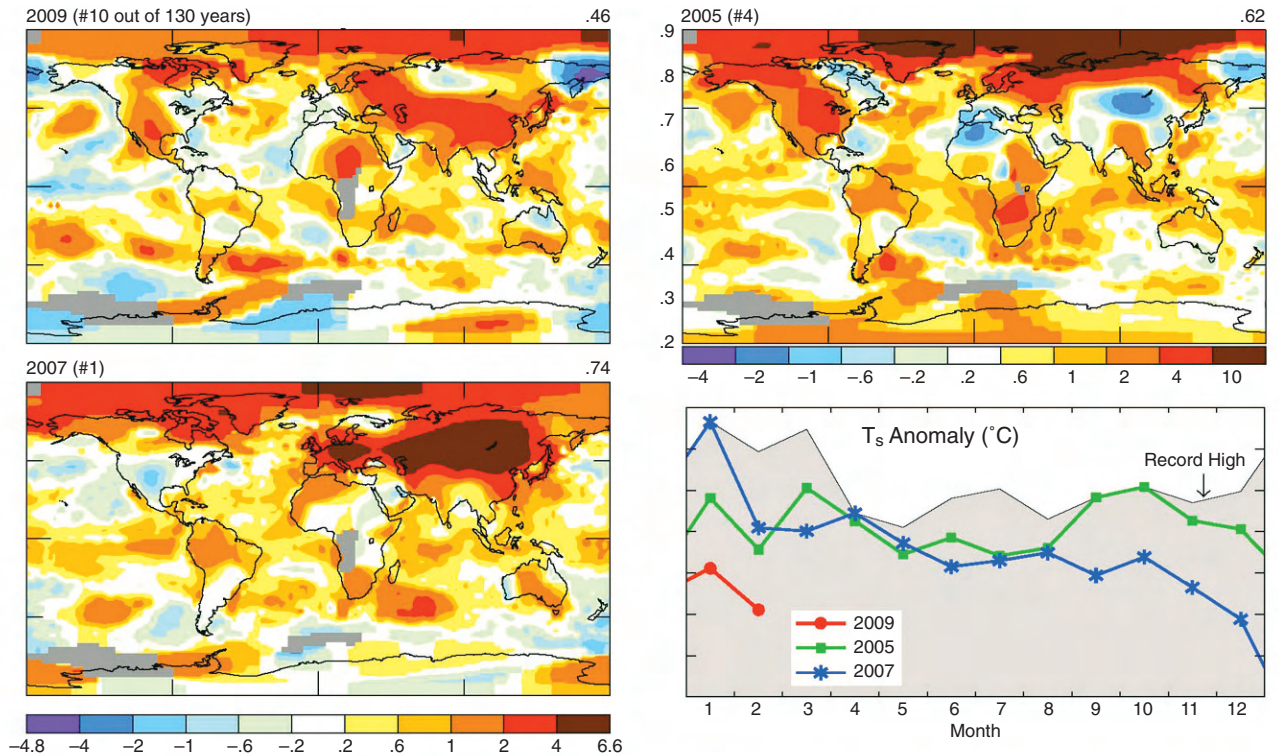 2009 (#10 out of 130 years) .46
2005 (#4) .62
.9
.8
.7
.6
.5
.4
.3
.2
2007 (#1) .74
−4 −2 −1 −.6 −.2 .2 .6 1 2 4 10
Ts Anomaly (˚C)
Record High
2009
2005
2007
1 2 3 4 5 6 7 8 9 10 11 12
Month
−4.8 −4 −2 −1 −.6 −.2 .2 .6 1 2 4 6.6